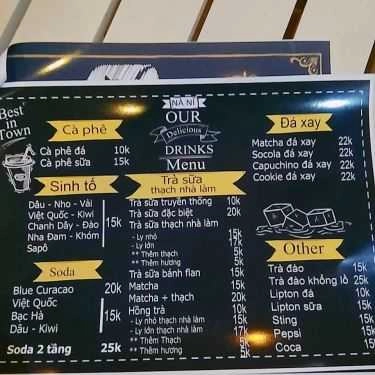 Best
in
Town
NÀ NI
OUR
Delicious
DRINKS
Menu
Cà phê
Cà phê đá 10k
Cà phê sữa 15k
Sinh tố
Dâu - Nho - Vải
Việt Quốc - Kiwi
Chanh Dây - Đào
Nha Đam - Khóm
Sapô
15k
Soda
Blue Curacao 20k
Việt Quốc
Bạc Hà
Dâu - Kiwi
15k
Soda 2 tầng 25k
Trà sữa
thạch nhà làm
Trà sữa truyền thống 10k
Trà sữa đặc biệt 20k
Trà sữa thạch nhà làm
- Ly nhỏ 15k
- Ly lớn 17k
** Thêm thạch 5k
** Thêm hương 5k
Trà sữa bánh flan 15k
Matcha 15k
Matcha + thạch 20k
Hồng trà 10k
- Ly nhỏ thạch nhà làm 15k
- Ly lớn thạch nhà làm 17k
** Thêm Thạch 5k
** Thêm hương 5k
Đá xay
Matcha đá xay 22k
Socola đá xay 22k
Capuchino đá xay 22k
Cookie đá xay 22k
Other
Trà đào 15k
Trà đào khổng lồ 25k
Lipton đá 10k
Lipton sữa 15k
Sting 15k
Pepsi 15k
Coca 15k